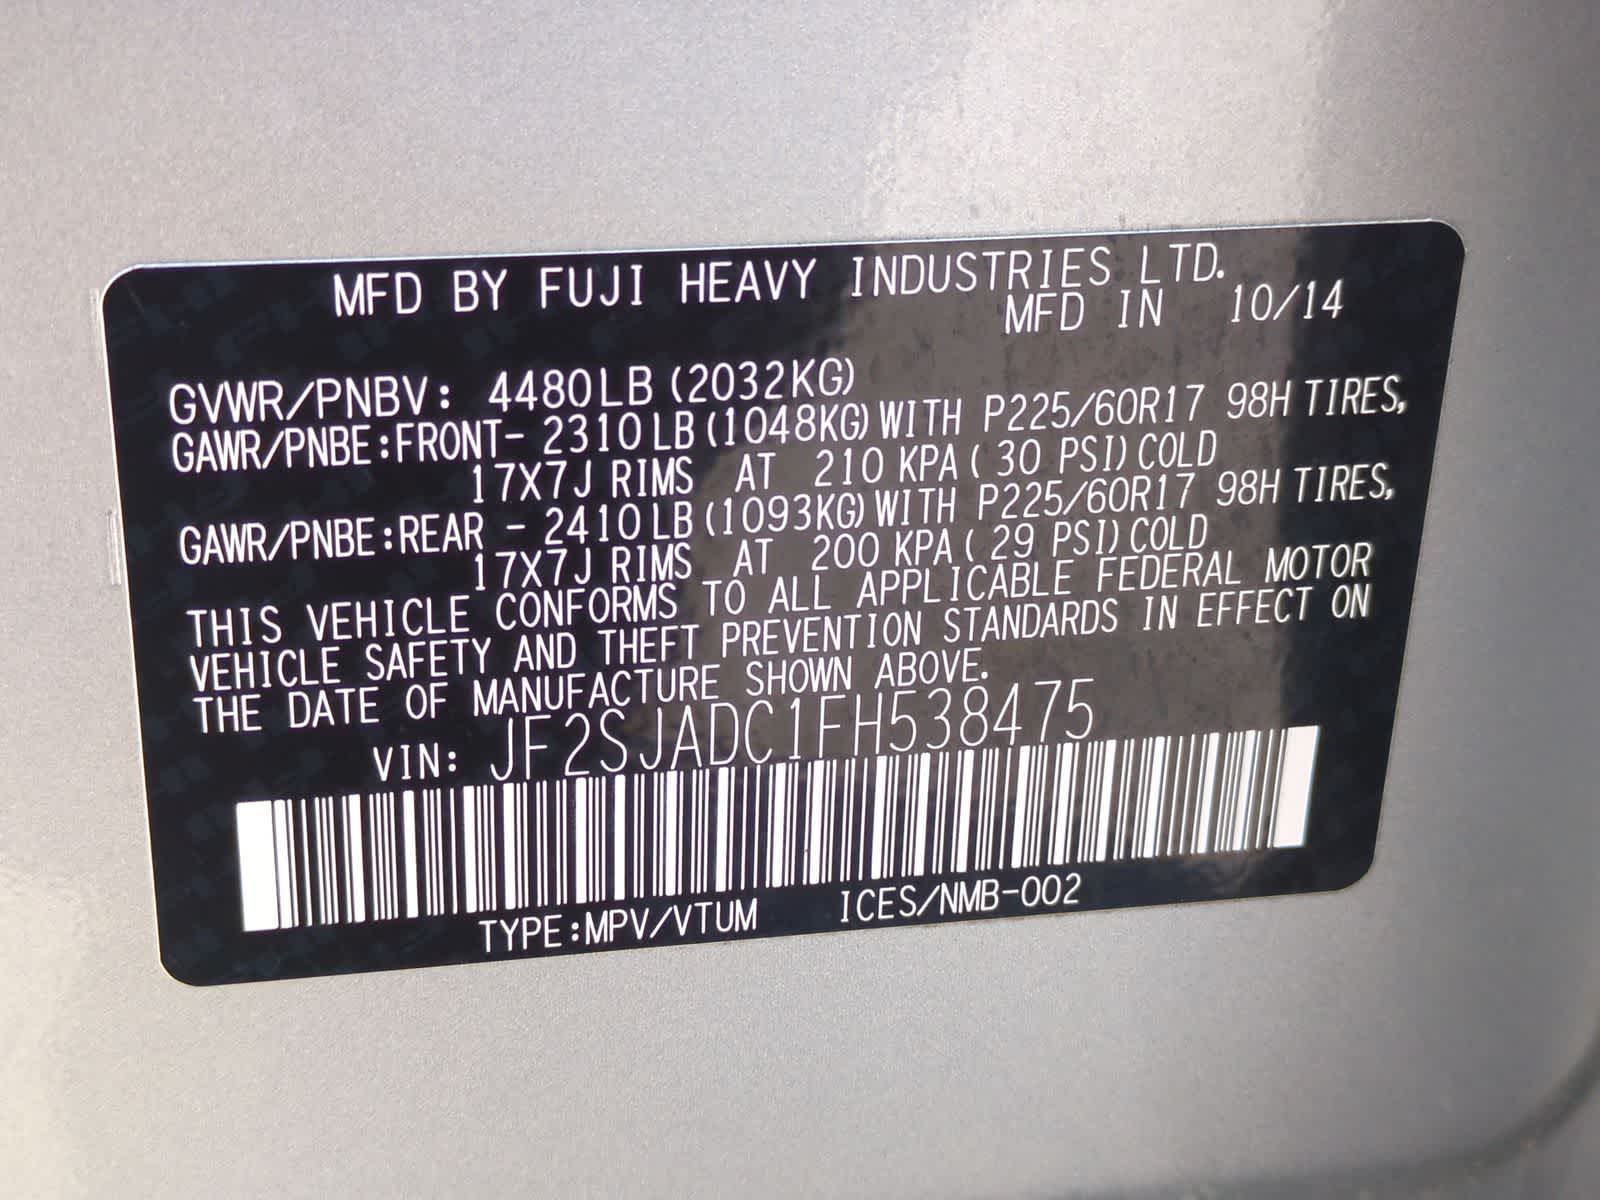 MFD BY FUJI HEAVY INDUSTRIES LTD.
MFD IN 10/14
GVWR/PNBV: 4480LB (2032KG)
GAWR/PNBE:FRONT- 2310LB (1048KG) WITH P225/60R17 98H TIRES,
17X7J RIMS AT 210 KPA ( 30 PSI) COLD
GAWR/PNBE:REAR - 2410LB (1093KG) WITH P225/60R17 98H TIRES,
17X7J RIMS AT 200 KPA ( 29 PSI) COLD
THIS VEHICLE CONFORMS TO ALL APPLICABLE FEDERAL MOTOR
VEHICLE SAFETY AND THEFT PREVENTION STANDARDS IN EFFECT ON
THE DATE OF MANUFACTURE SHOWN ABOVE.
VIN: JF2SJADC1FH538475
TYPE:MPV/VTUM ICES/NMB-002